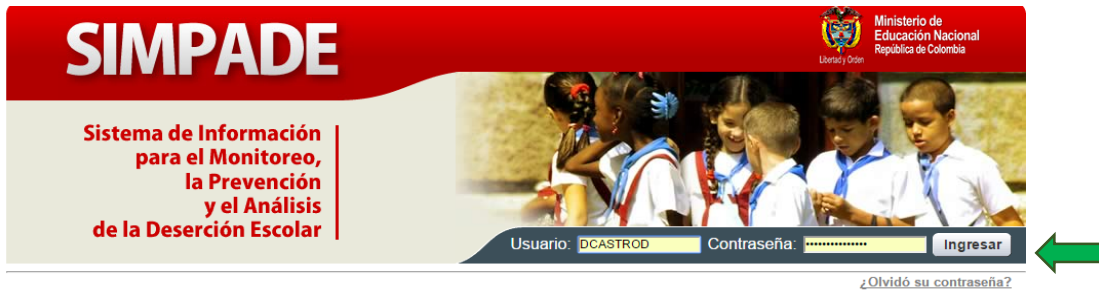 SIMPADE
Libertad y Orden
Ministerio de
Educación Nacional
República de Colombia
Sistema de Información
para el Monitoreo,
la Prevención
y el Análisis
de la Deserción Escolar
Usuario: DCASTROD Contraseña: ••••••••••••••• Ingresar
¿Olvidó su contraseña?